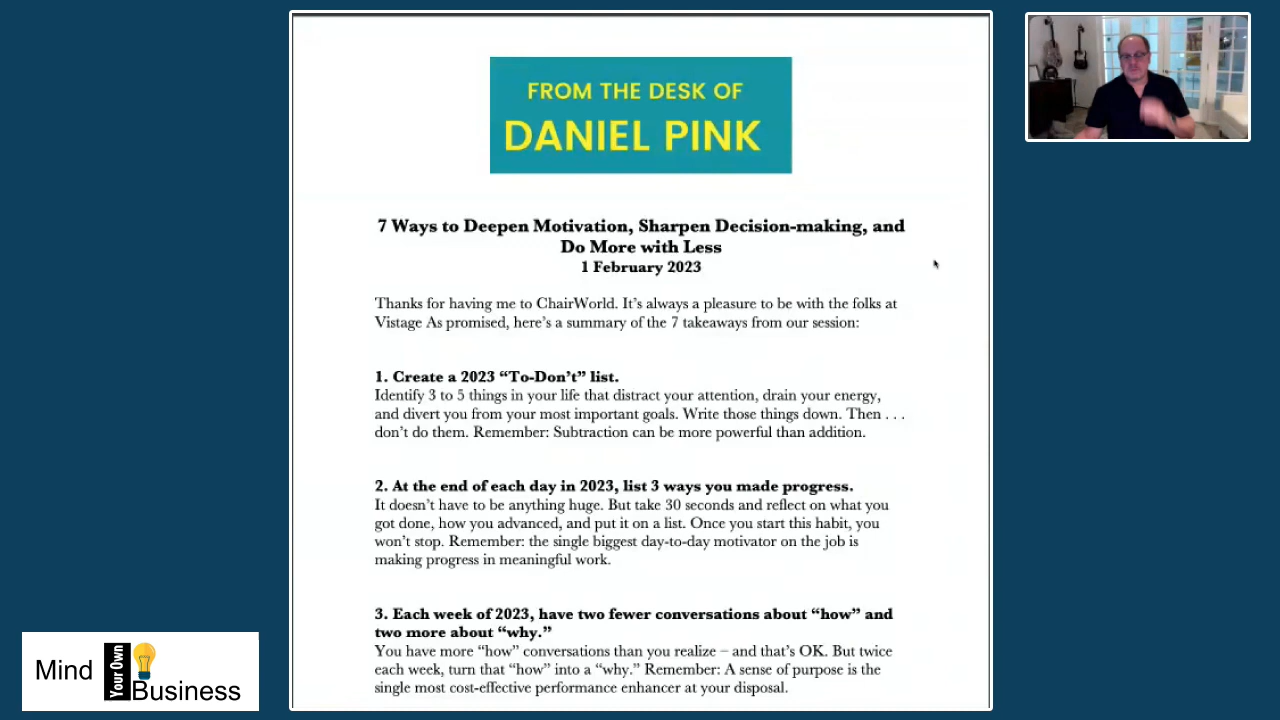 FROM THE DESK OF
DANIEL PINK
7 Ways to Deepen Motivation, Sharpen Decision-making, and
Do More with Less
1 February 2023
Thanks for having me to ChairWorld. It's always a pleasure to be with the folks at
Vistage As promised, here's a summary of the 7 takeaways from our session:
1. Create a 2023 “To-Don't” list.
Identify 3 to 5 things in your life that distract your attention, drain your energy,
and divert you from your most important goals. Write those things down. Then . . .
don't do them. Remember: Subtraction can be more powerful than addition.
2. At the end of each day in 2023, list 3 ways you made progress.
It doesn't have to be anything huge. But take 30 seconds and reflect on what you
got done, how you advanced, and put it on a list. Once you start this habit, you
won't stop. Remember: the single biggest day-to-day motivator on the job is
making progress in meaningful work.
3. Each week of 2023, have two fewer conversations about “how” and
two more about “why.”
You have more “how” conversations than you realize – and that's OK. But twice
each week, turn that “how” into a “why.” Remember: A sense of purpose is the
single most cost-effective performance enhancer at your disposal.
Mind
Your Own
Business